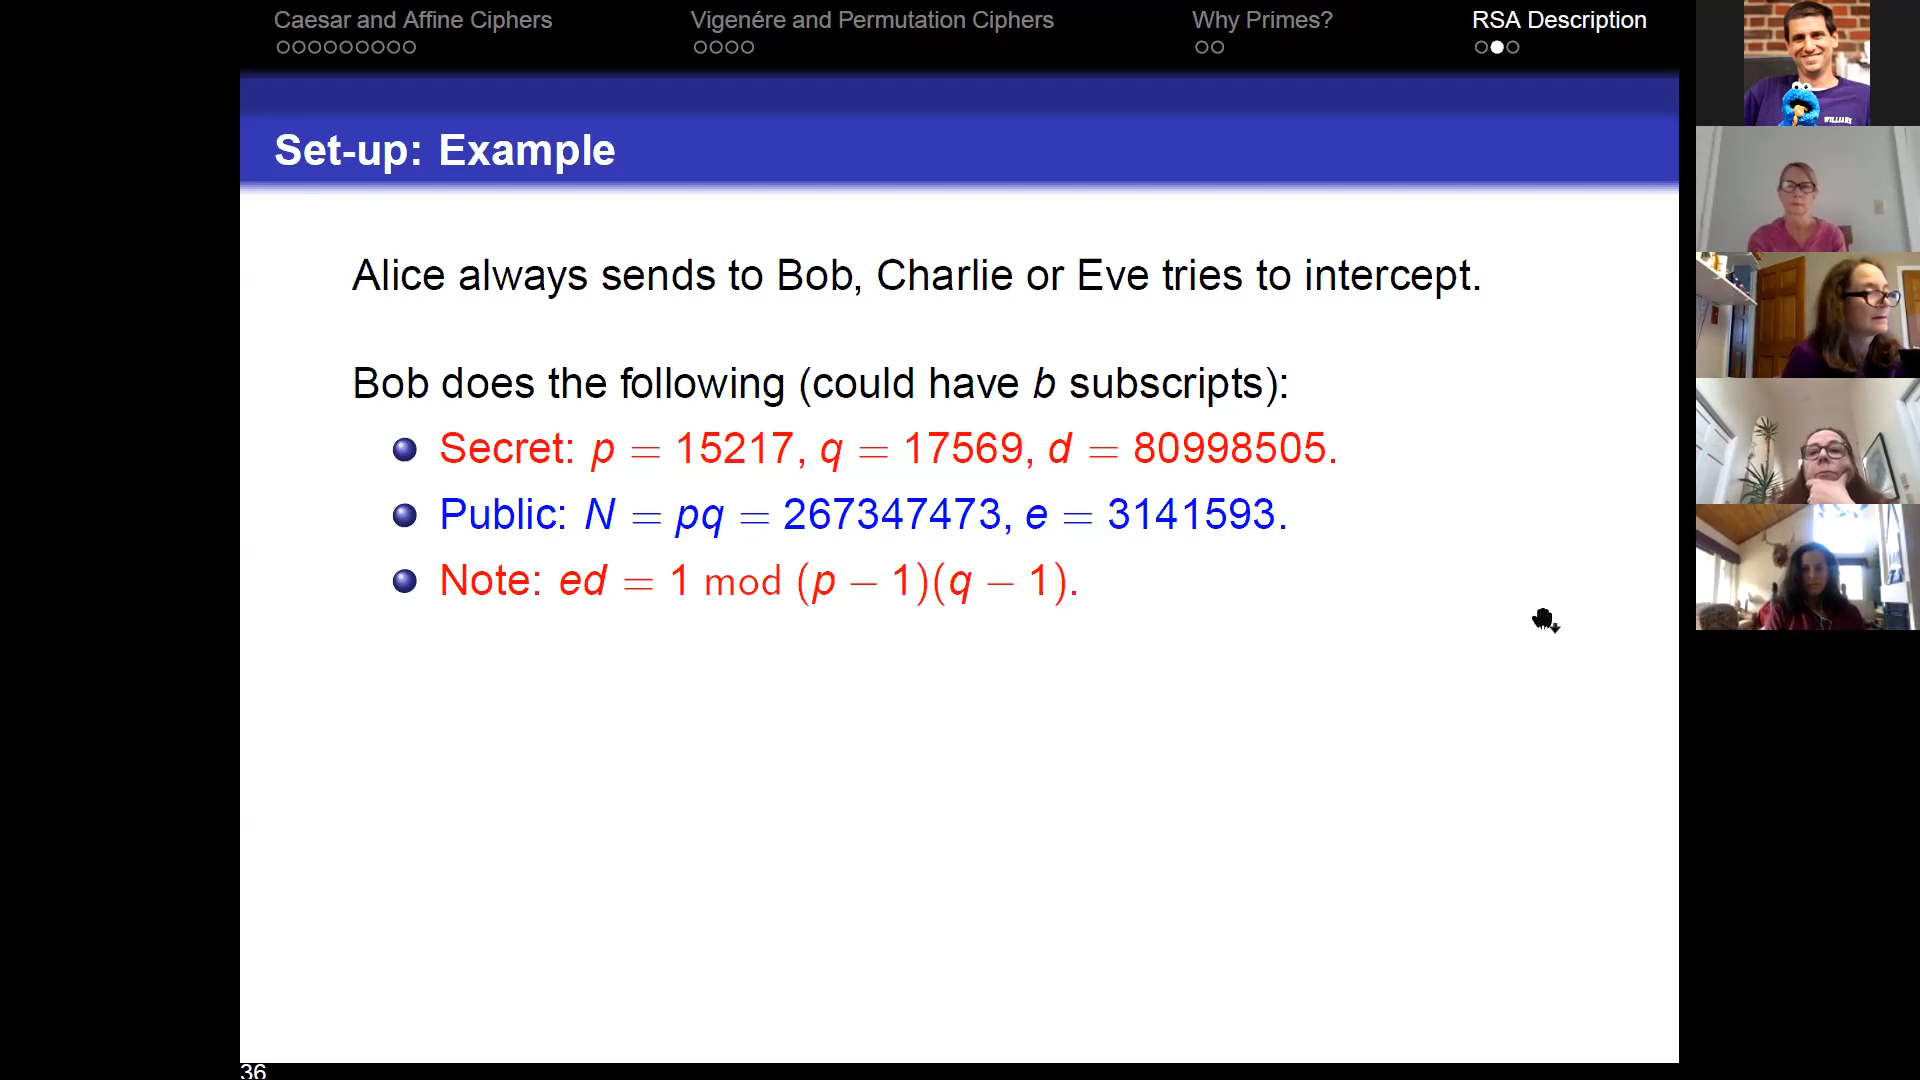 Caesar and Affine Ciphers
Vigenére and Permutation Ciphers
Why Primes?
RSA Description
Set-up: Example
Alice always sends to Bob, Charlie or Eve tries to intercept.
Bob does the following (could have b subscripts):
Secret: p = 15217, q = 17569, d = 80998505.
Public: N = pq = 267347473, e = 3141593.
Note: ed = 1 mod (p − 1)(q − 1).
36
WILLIAMS